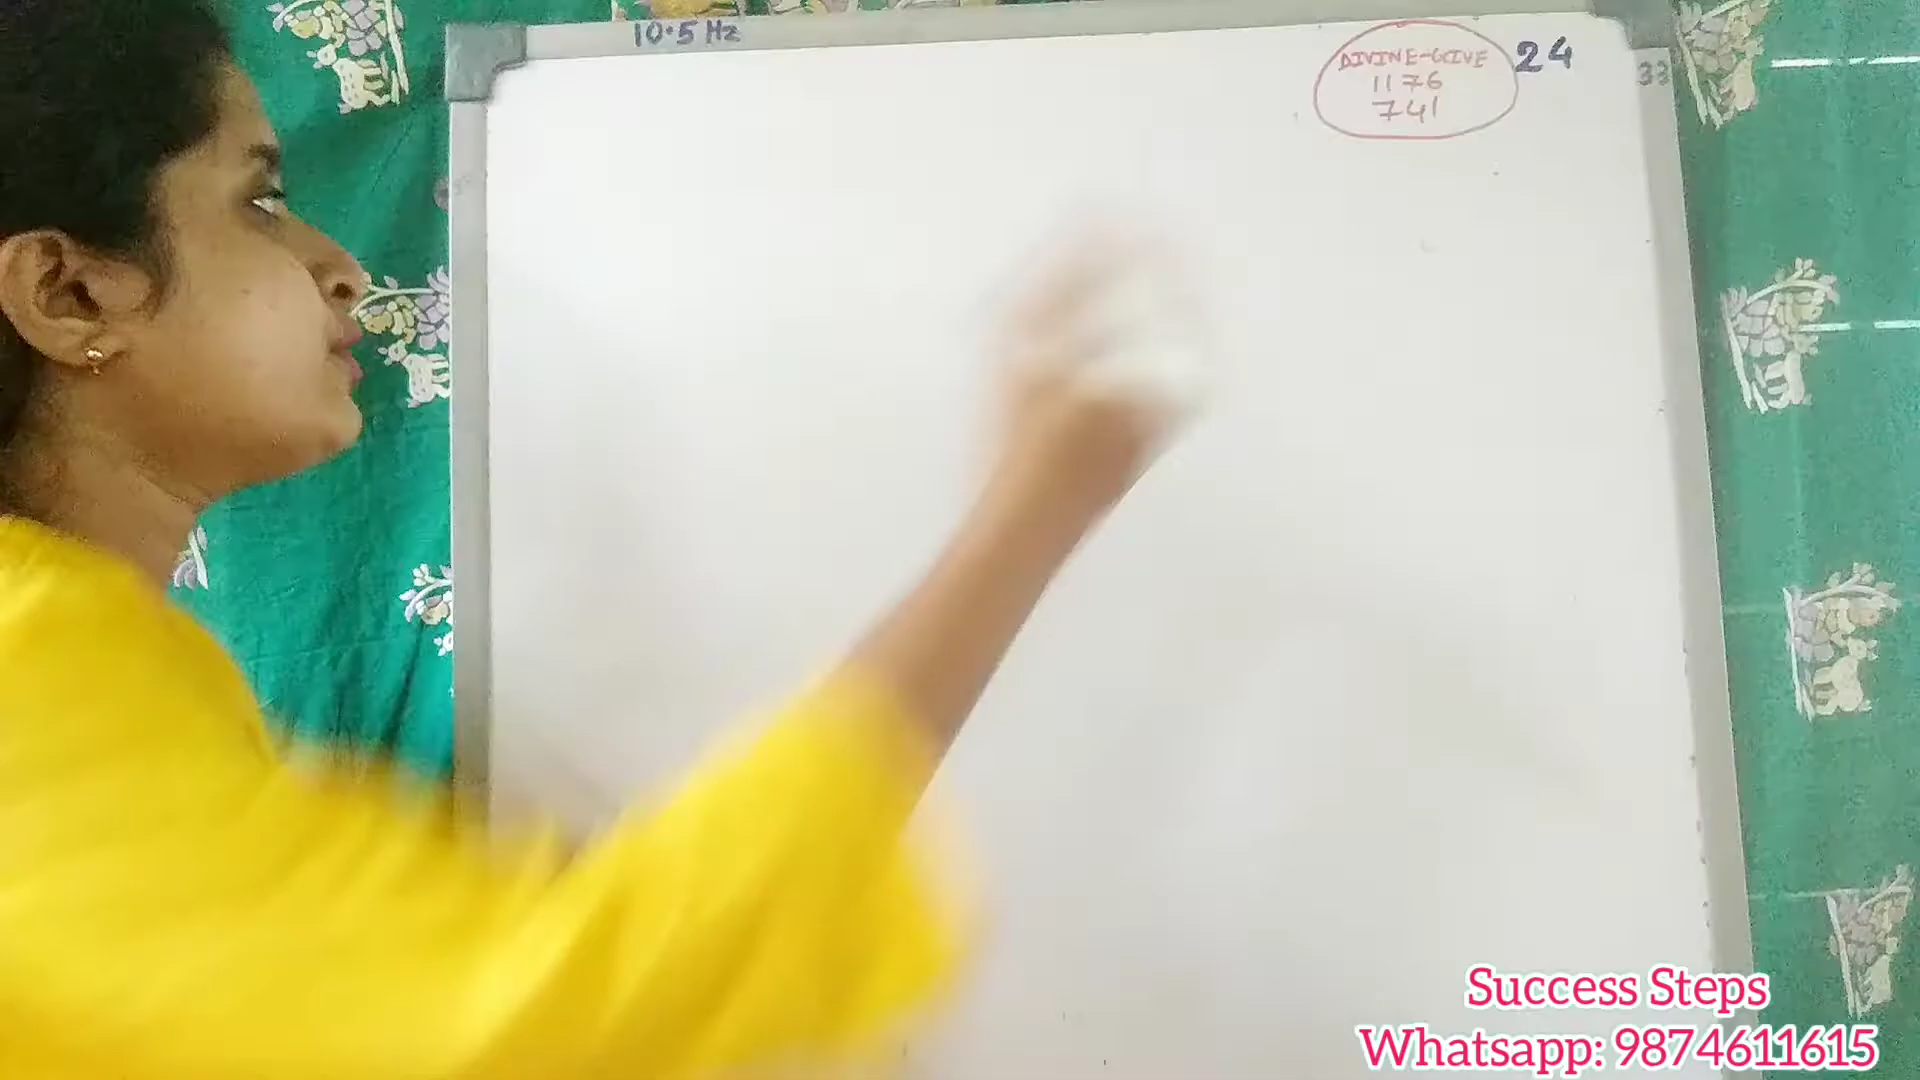 10.5 Hz
DIVINE-GIVE
1176
741
24
33
Success Steps
Whatsapp: 9874611615